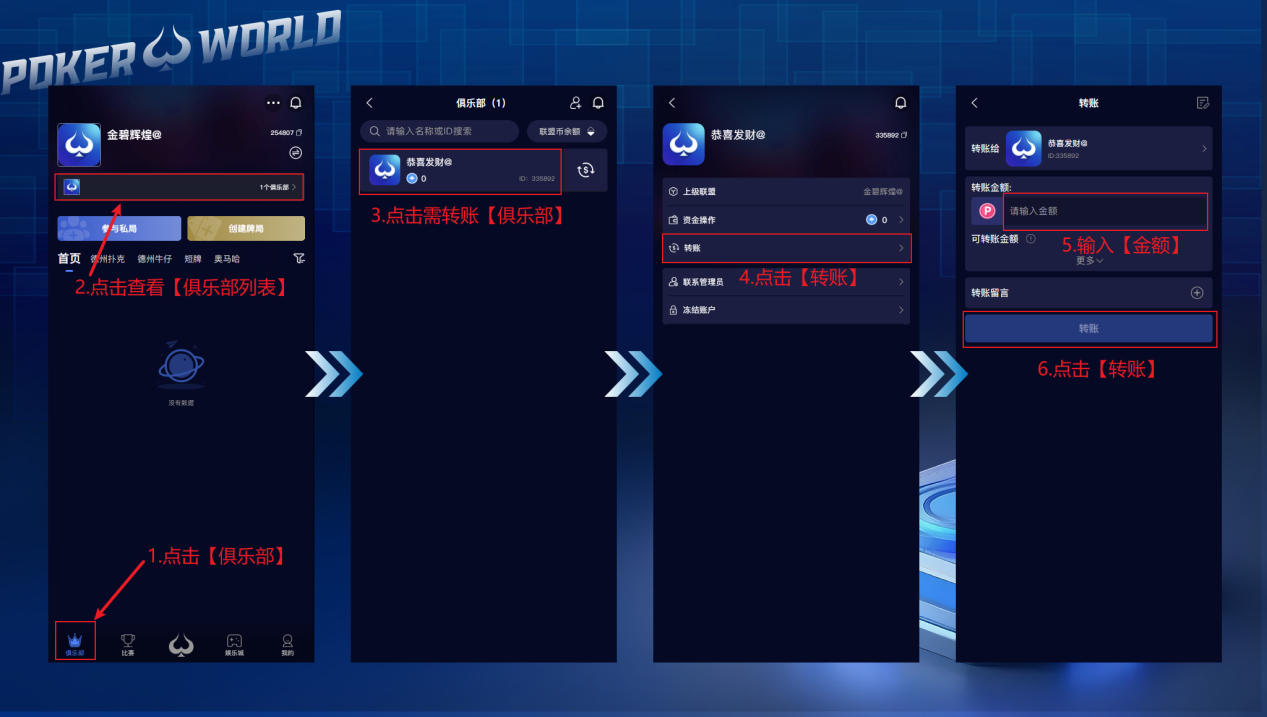 POKER WORLD
金碧辉煌@
254807
1个俱乐部
参与私局
创建牌局
首页 德州扑克 德州牛仔 短牌 奥马哈
2.点击查看【俱乐部列表】
没有数据
1.点击【俱乐部】
俱乐部
比赛
娱乐城
我的
俱乐部（1）
请输入名称或ID搜索
联盟币余额
恭喜发财@
0
ID: 335892
3.点击需转账【俱乐部】
恭喜发财@
335892
上级联盟 金碧辉煌@
资金操作 0
转账
4.点击【转账】
联系管理员
冻结账户
转账
转账给
恭喜发财@
ID:335892
转账金额:
P 请输入金额
可转账金额
5.输入【金额】
更多
转账留言
转账
6.点击【转账】